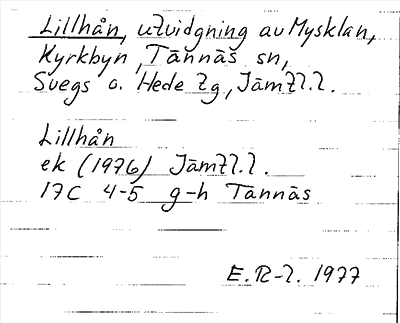 Lillhån, utvidgning av Mysklan,
Kyrkbyn, Tännäs sn,
Svegs o. Hede tg, Jämtl.l.
Lillhån
ek (1976) Jämtl.l.
17C 4-5 g-h Tännäs
E.R-l. 1977